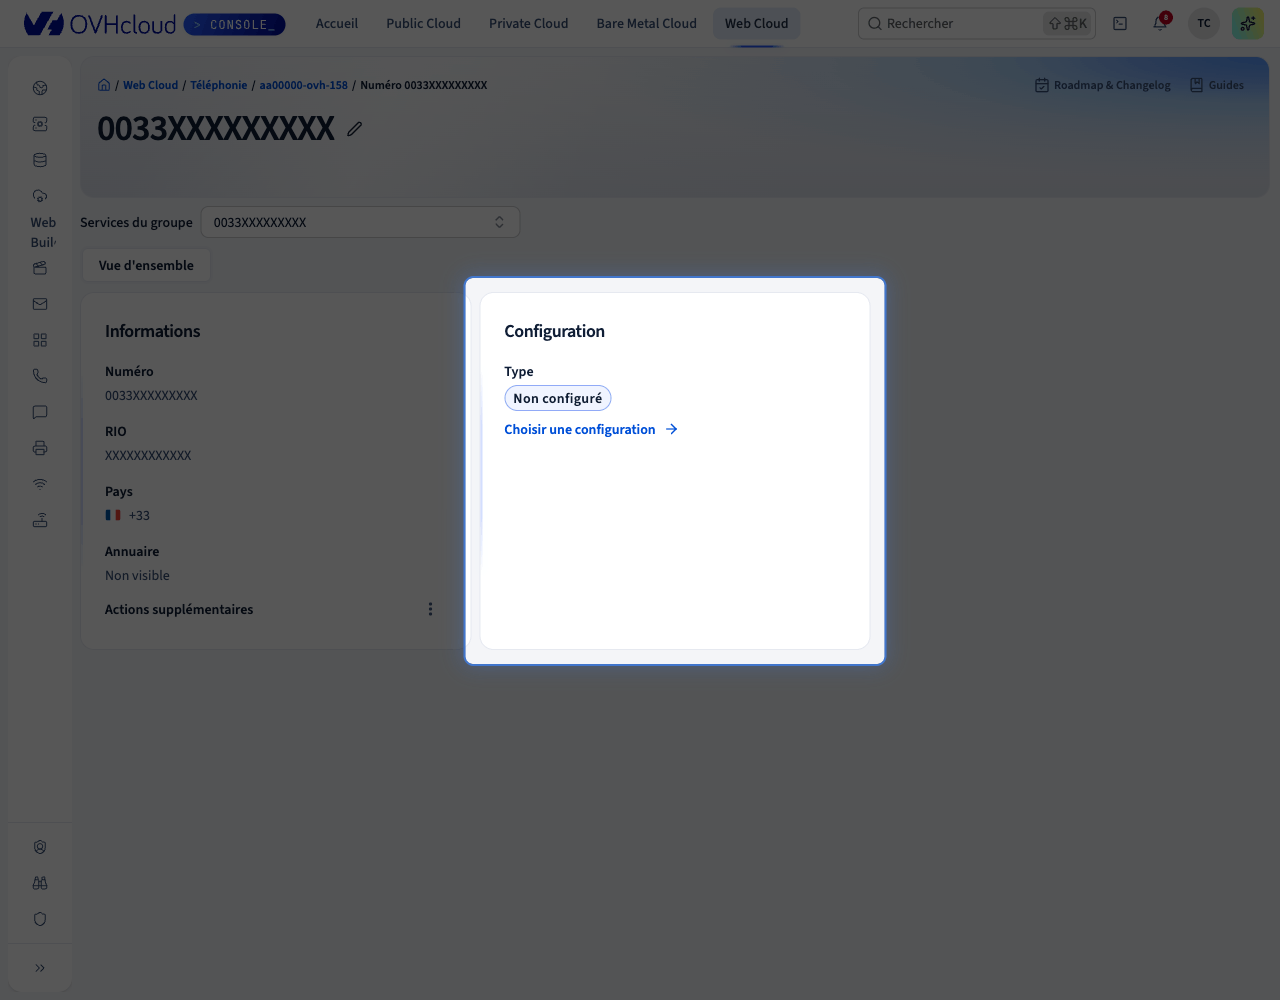 OVHcloud > CONSOLE_ Accueil Public Cloud Private Cloud Bare Metal Cloud Web Cloud Rechercher ⇧⌘K 8 TC
/ Web Cloud / Téléphonie / aa00000-ovh-158 / Numéro 0033XXXXXXXXX Roadmap & Changelog Guides
0033XXXXXXXXX
Services du groupe 0033XXXXXXXXX
Web
Buil
Vue d'ensemble
Informations
Numéro
0033XXXXXXXXX
RIO
XXXXXXXXXXXX
Pays
+33
Annuaire
Non visible
Actions supplémentaires
Configuration
Type
Non configuré
Choisir une configuration